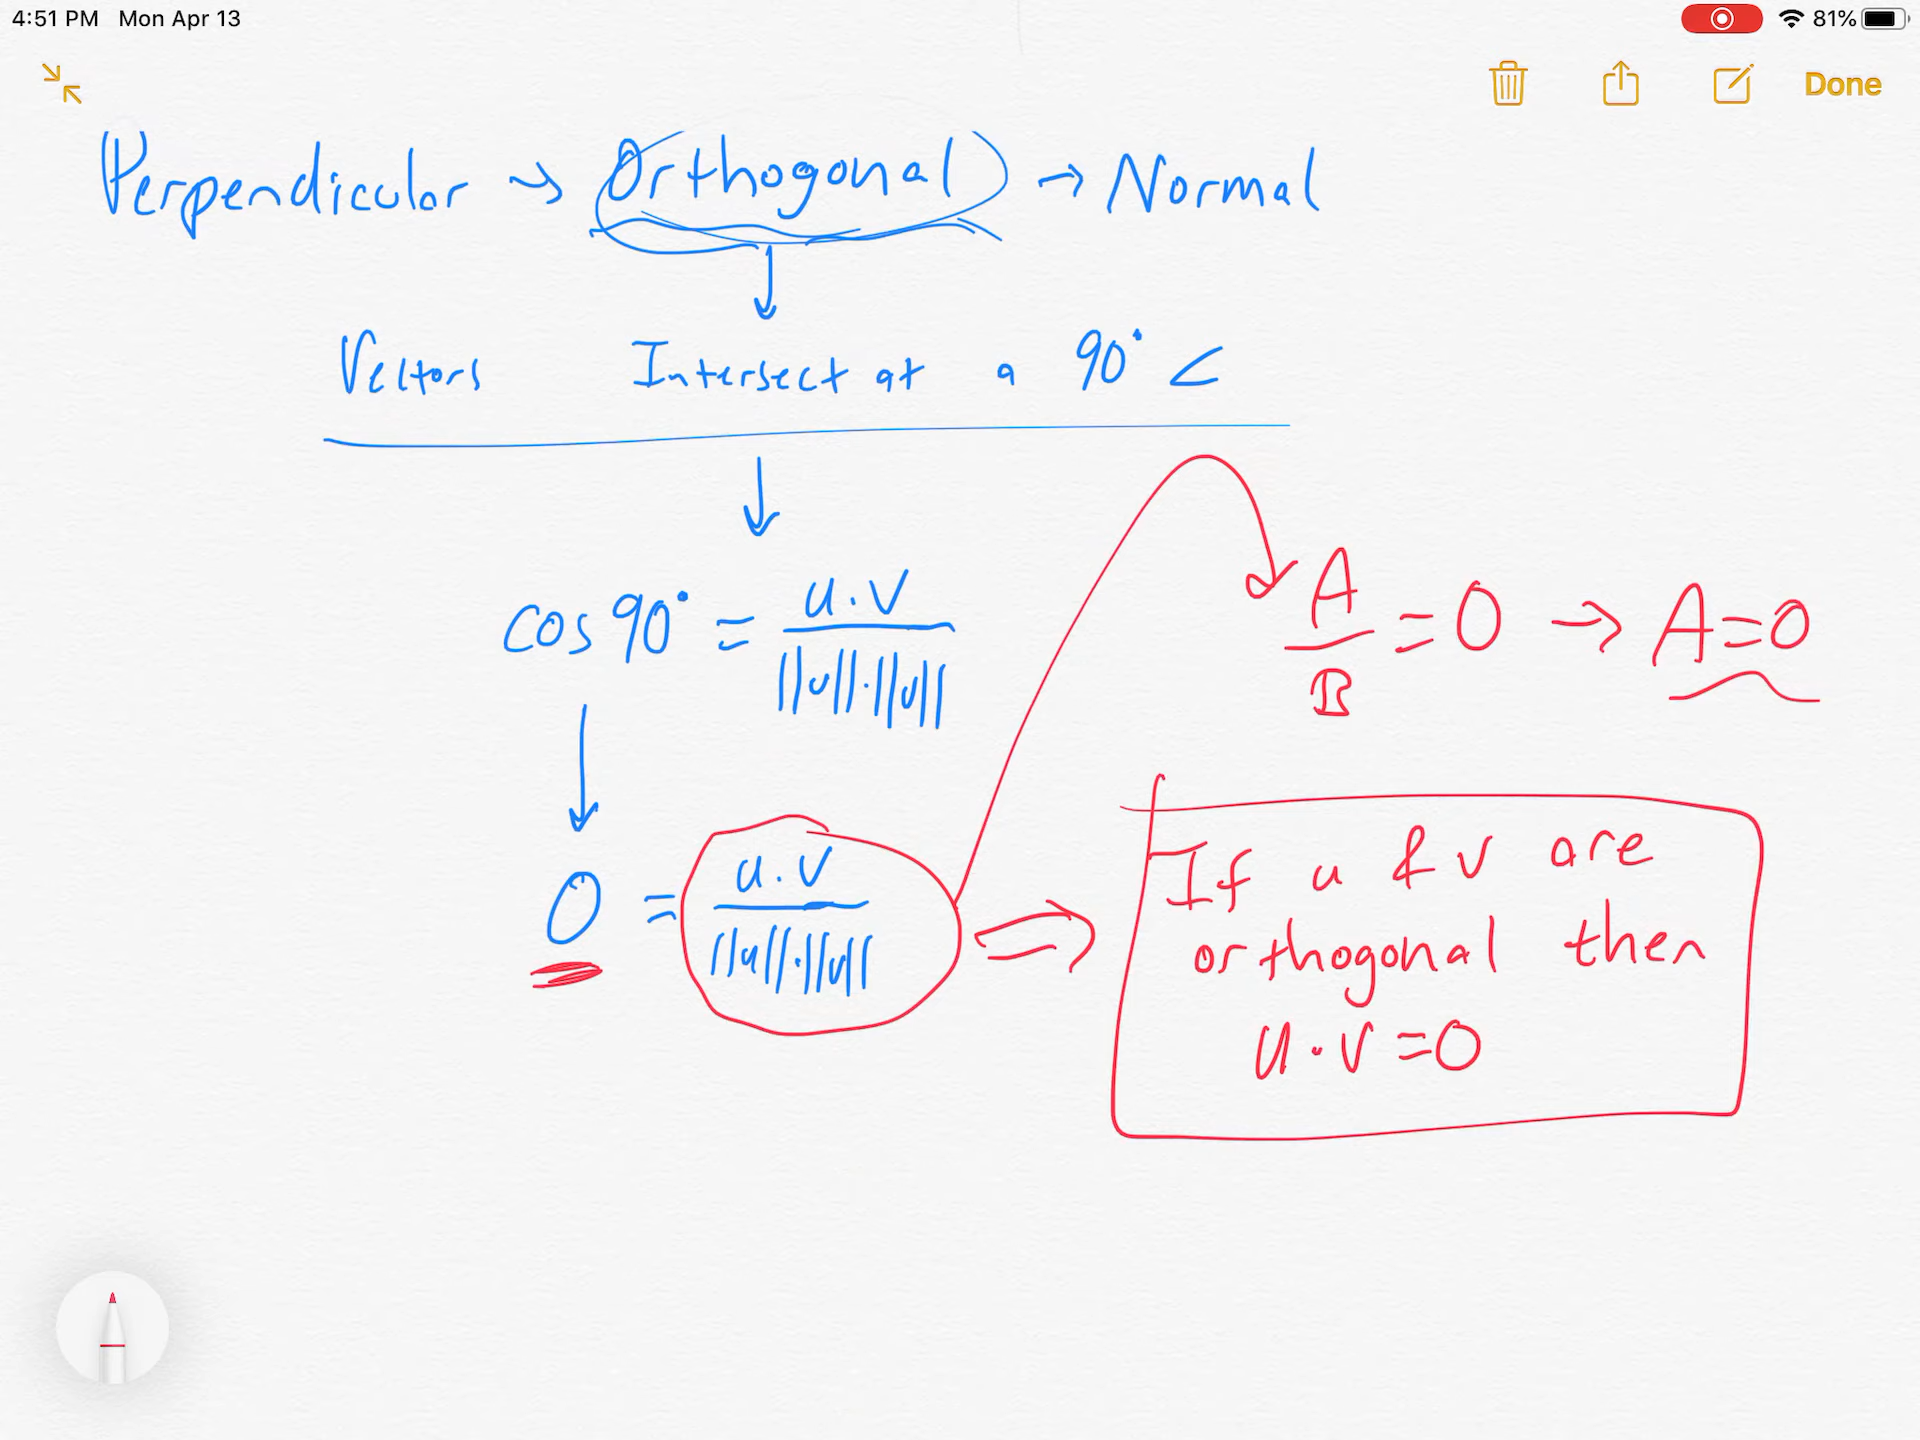 4:51 PM Mon Apr 13
81%
Done
Perpendicular → Orthogonal → Normal
Vectors Intersect at a 90° ∠
cos 90° = u·v / ||u||·||v||
A / B = 0 → A = 0
0 = u·v / ||u||·||v||
⇒
If u & v are
orthogonal then
u·v = 0